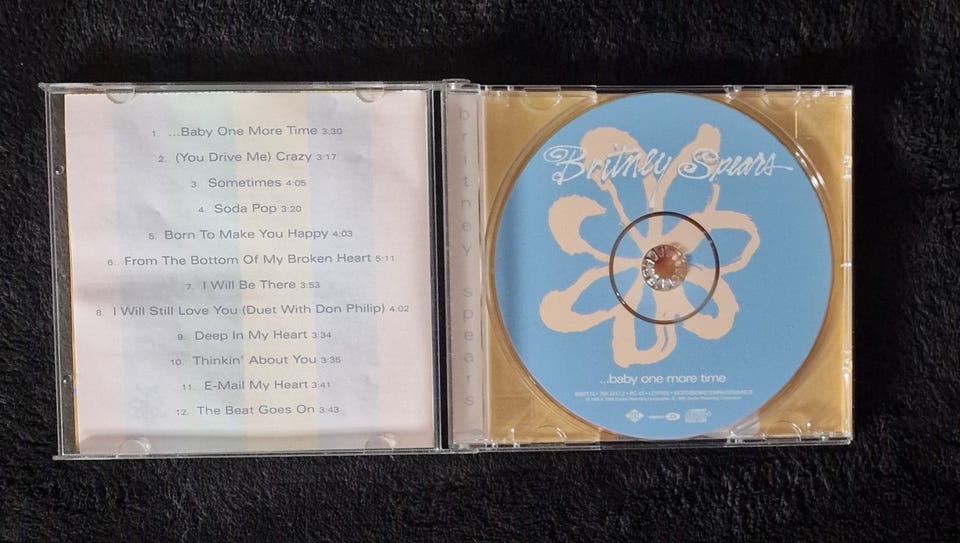 1. ...Baby One More Time 3:30
2. (You Drive Me) Crazy 3:17
3. Sometimes 4:05
4. Soda Pop 3:20
5. Born To Make You Happy 4:03
6. From The Bottom Of My Broken Heart 5:11
7. I Will Be There 3:53
8. I Will Still Love You (Duet With Don Philip) 4:02
9. Deep In My Heart 3:34
10. Thinkin' About You 3:35
11. E-Mail My Heart 3:41
12. The Beat Goes On 3:43
britney spears
Britney Spears
...baby one more time